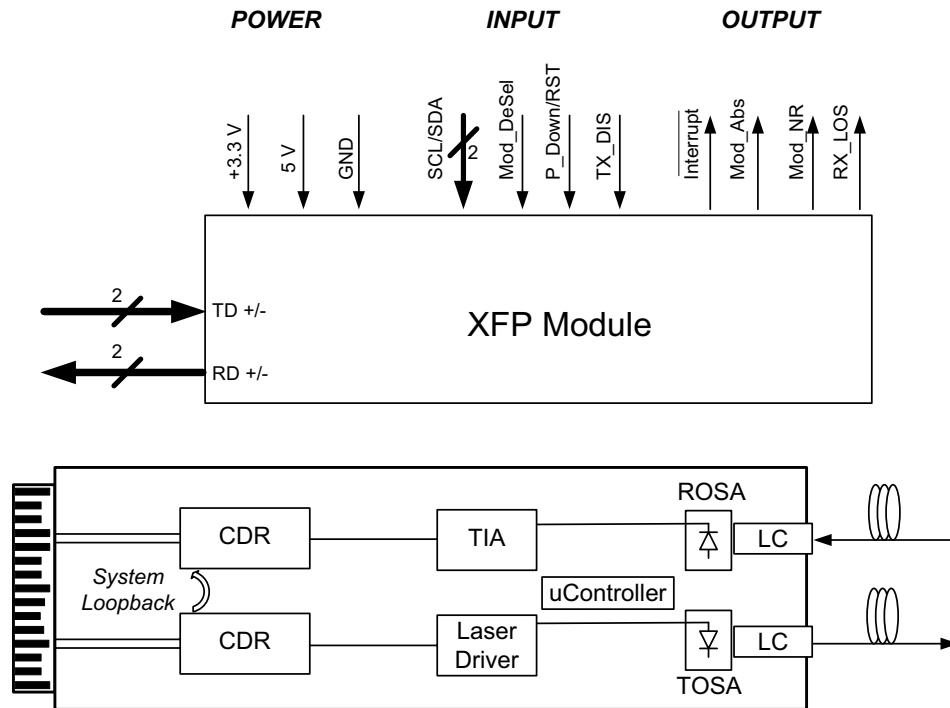 POWER
INPUT
OUTPUT
+3.3 V
5 V
GND
SCL/SDA
2
Mod_DeSel
P_Down/RST
TX_DIS
Interrupt
Mod_Abs
Mod_NR
RX_LOS
2
TD +/-
XFP Module
2
RD +/-
ROSA
CDR
TIA
LC
System
Loopback
uController
CDR
Laser
Driver
LC
TOSA